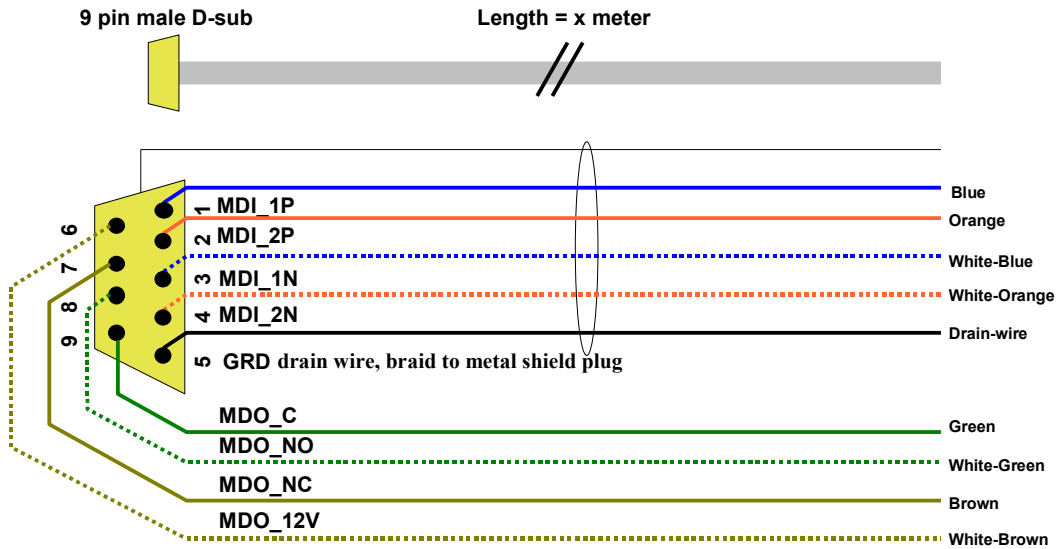 9 pin male D-sub
Length = x meter
1 MDI_1P
Blue
6
2 MDI_2P
Orange
7
3 MDI_1N
White-Blue
8
4 MDI_2N
White-Orange
9
Drain-wire
5 GRD drain wire, braid to metal shield plug
MDO_C
Green
MDO_NO
White-Green
MDO_NC
Brown
MDO_12V
White-Brown